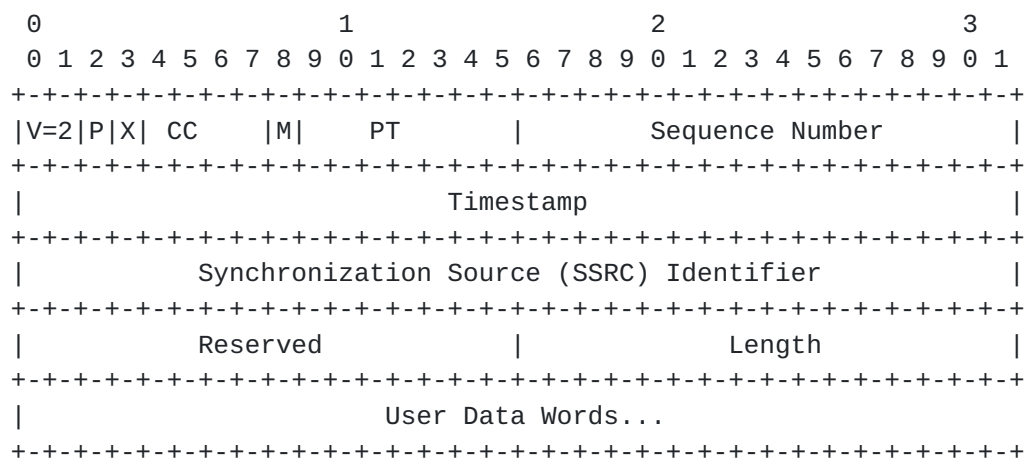 0                   1                   2                   3
 0 1 2 3 4 5 6 7 8 9 0 1 2 3 4 5 6 7 8 9 0 1 2 3 4 5 6 7 8 9 0 1
+-+-+-+-+-+-+-+-+-+-+-+-+-+-+-+-+-+-+-+-+-+-+-+-+-+-+-+-+-+-+-+-+
|V=2|P|X| CC    |M|    PT       |        Sequence Number        |
+-+-+-+-+-+-+-+-+-+-+-+-+-+-+-+-+-+-+-+-+-+-+-+-+-+-+-+-+-+-+-+-+
|                           Timestamp                           |
+-+-+-+-+-+-+-+-+-+-+-+-+-+-+-+-+-+-+-+-+-+-+-+-+-+-+-+-+-+-+-+-+
|           Synchronization Source (SSRC) Identifier            |
+-+-+-+-+-+-+-+-+-+-+-+-+-+-+-+-+-+-+-+-+-+-+-+-+-+-+-+-+-+-+-+-+
|           Reserved            |             Length            |
+-+-+-+-+-+-+-+-+-+-+-+-+-+-+-+-+-+-+-+-+-+-+-+-+-+-+-+-+-+-+-+-+
|                       User Data Words...
+-+-+-+-+-+-+-+-+-+-+-+-+-+-+-+-+-+-+-+-+-+-+-+-+-+-+-+-+-+-+-+-+